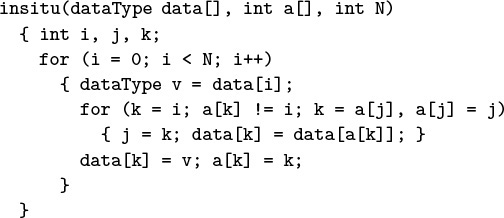 insitu(dataType data[], int a[], int N)
{ int i, j, k;
for (i = 0; i < N; i++)
{ dataType v = data[i];
for (k = i; a[k] != i; k = a[j], a[j] = j)
{ j = k; data[k] = data[a[k]]; }
data[k] = v; a[k] = k;
}
}